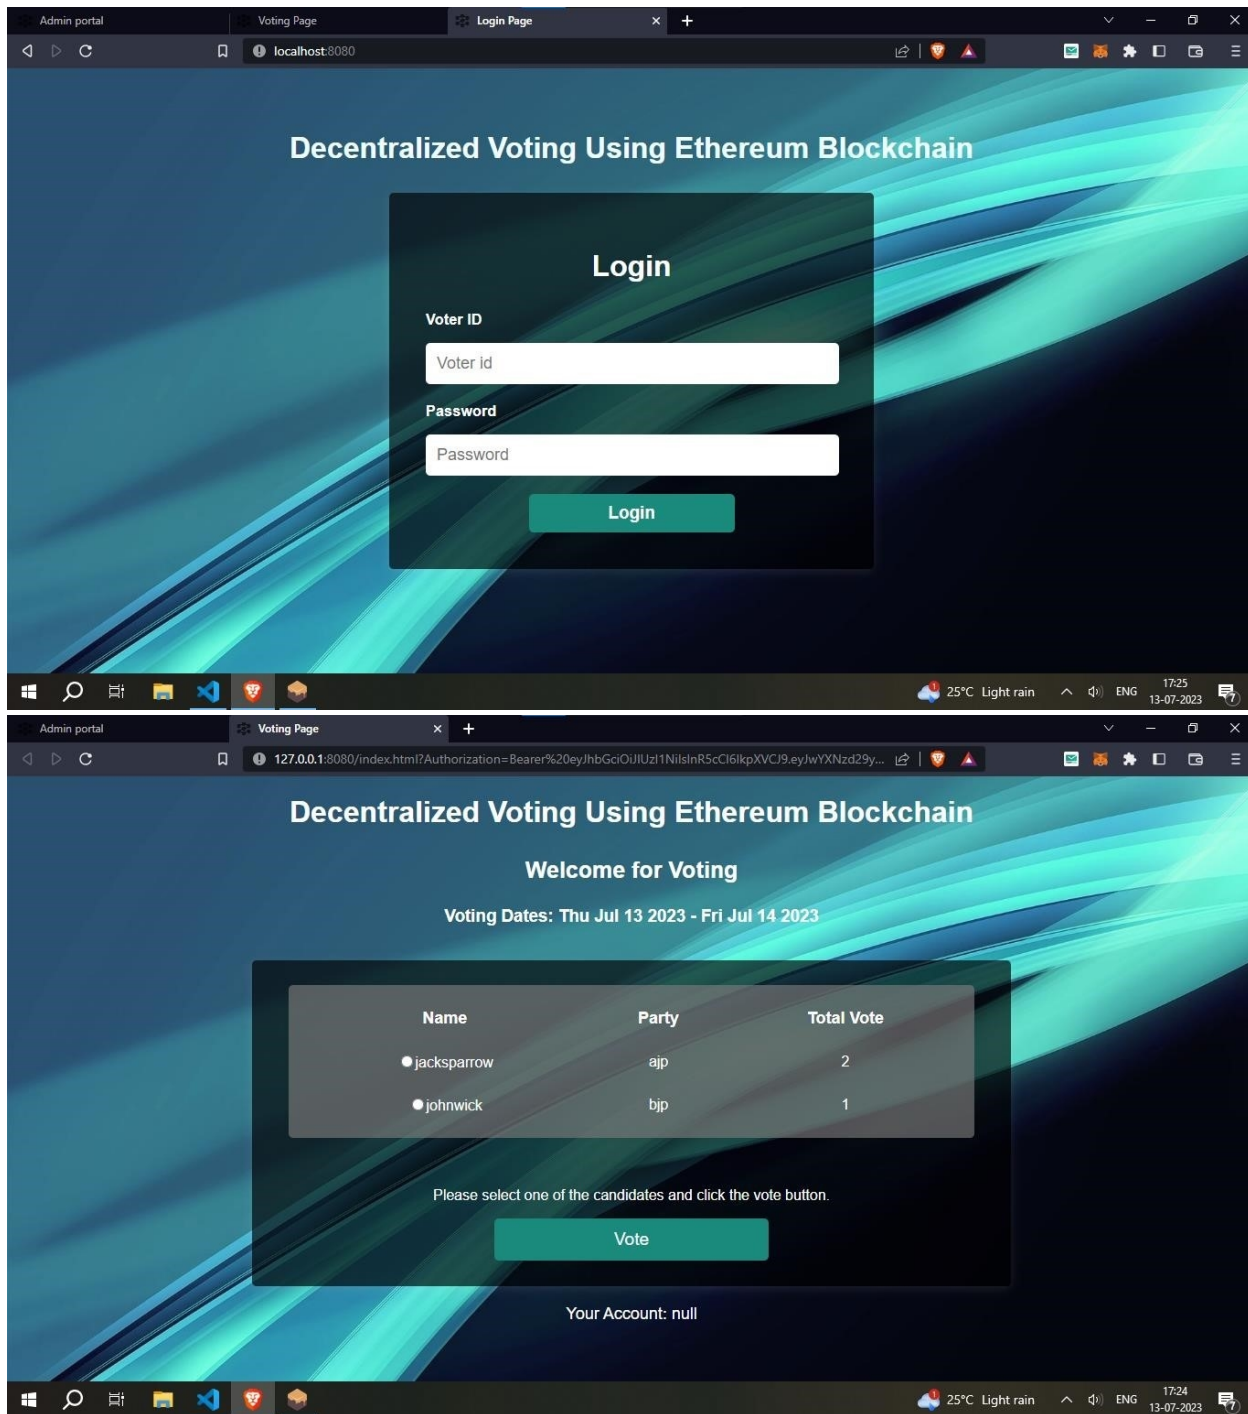 Admin portal Voting Page Login Page
localhost:8080
Decentralized Voting Using Ethereum Blockchain
Login
Voter ID
Voter id
Password
Password
Login
25°C Light rain ENG 17:25
13-07-2023
Admin portal Voting Page
127.0.0.1:8080/index.html?Authorization=Bearer%20eyJhbGciOiJIUzI1NiIsInR5cCI6IkpXVCJ9.eyJwYXNzd29y...
Decentralized Voting Using Ethereum Blockchain
Welcome for Voting
Voting Dates: Thu Jul 13 2023 - Fri Jul 14 2023
Name Party Total Vote
jacksparrow ajp 2
johnwick bjp 1
Please select one of the candidates and click the vote button.
Vote
Your Account: null
25°C Light rain ENG 17:24
13-07-2023